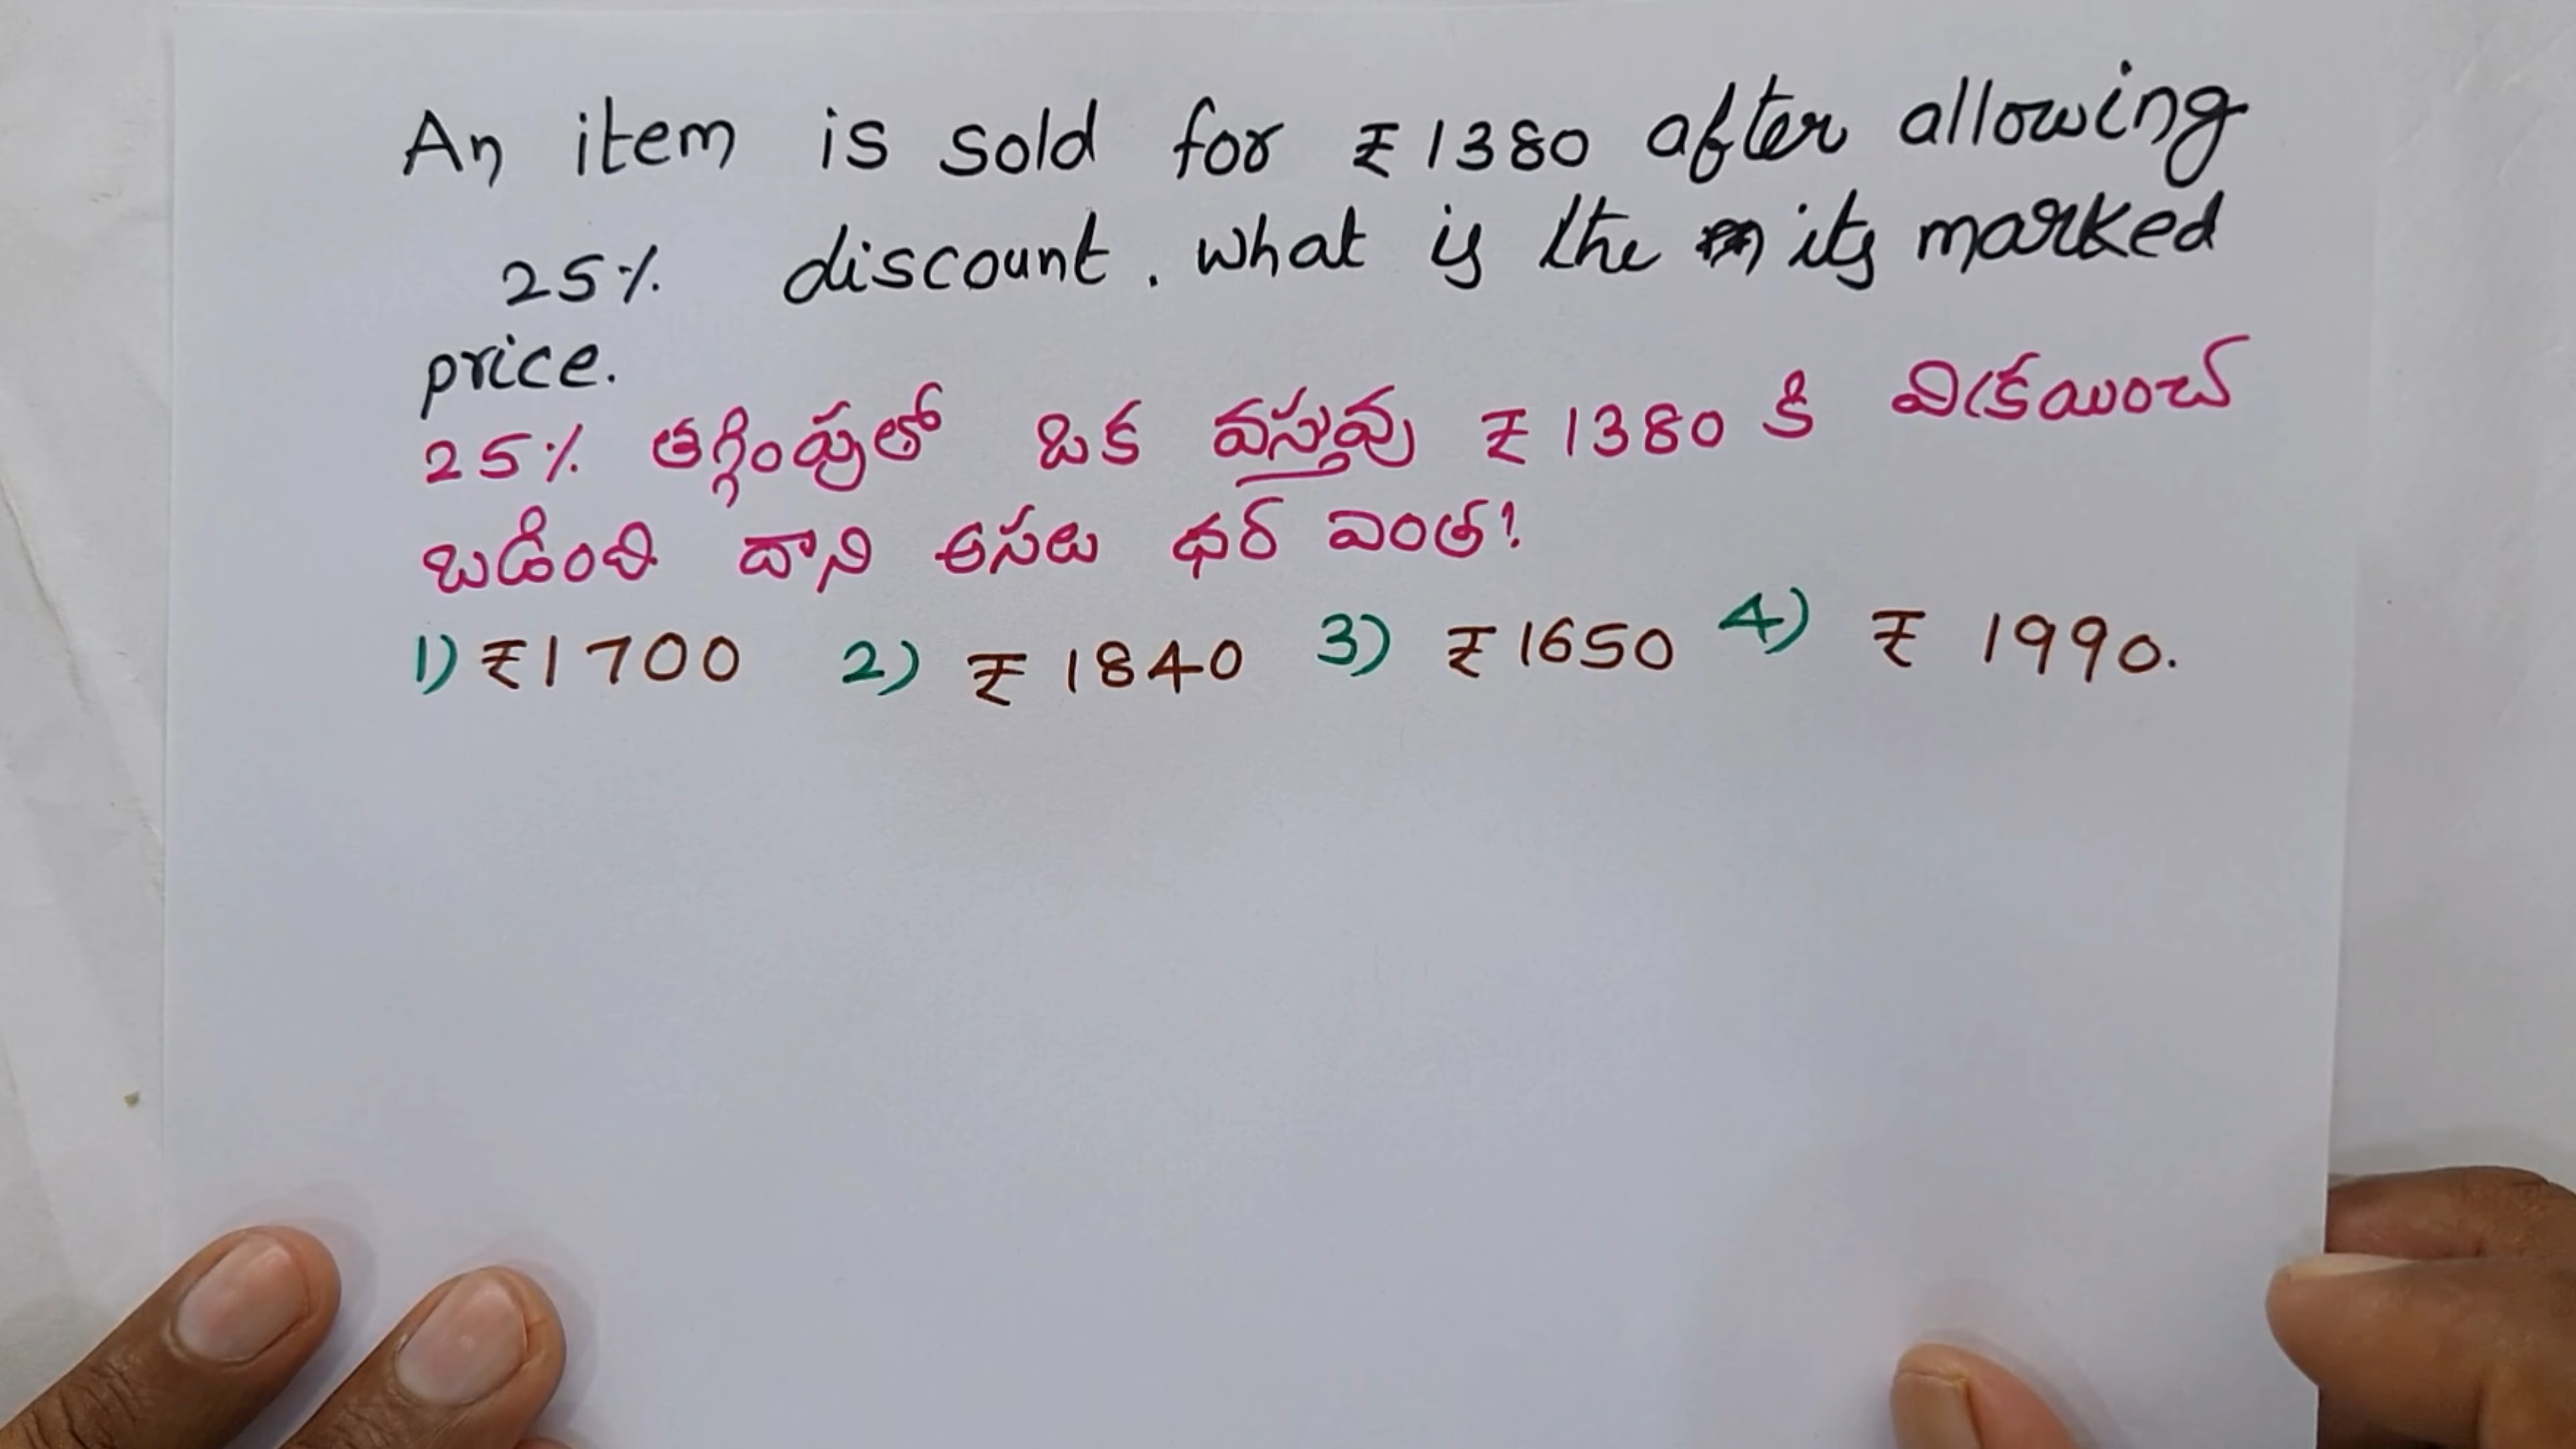 An item is sold for ₹1380 after allowing
25% discount. what is the its marked
price.
25% తగ్గింపుతో ఒక వస్తువు ₹1380 కి విక్రయించ
బడింది దాని అసలు ధర ఎంత?
1) ₹1700 2) ₹ 1840 3) ₹1650 4) ₹ 1990.